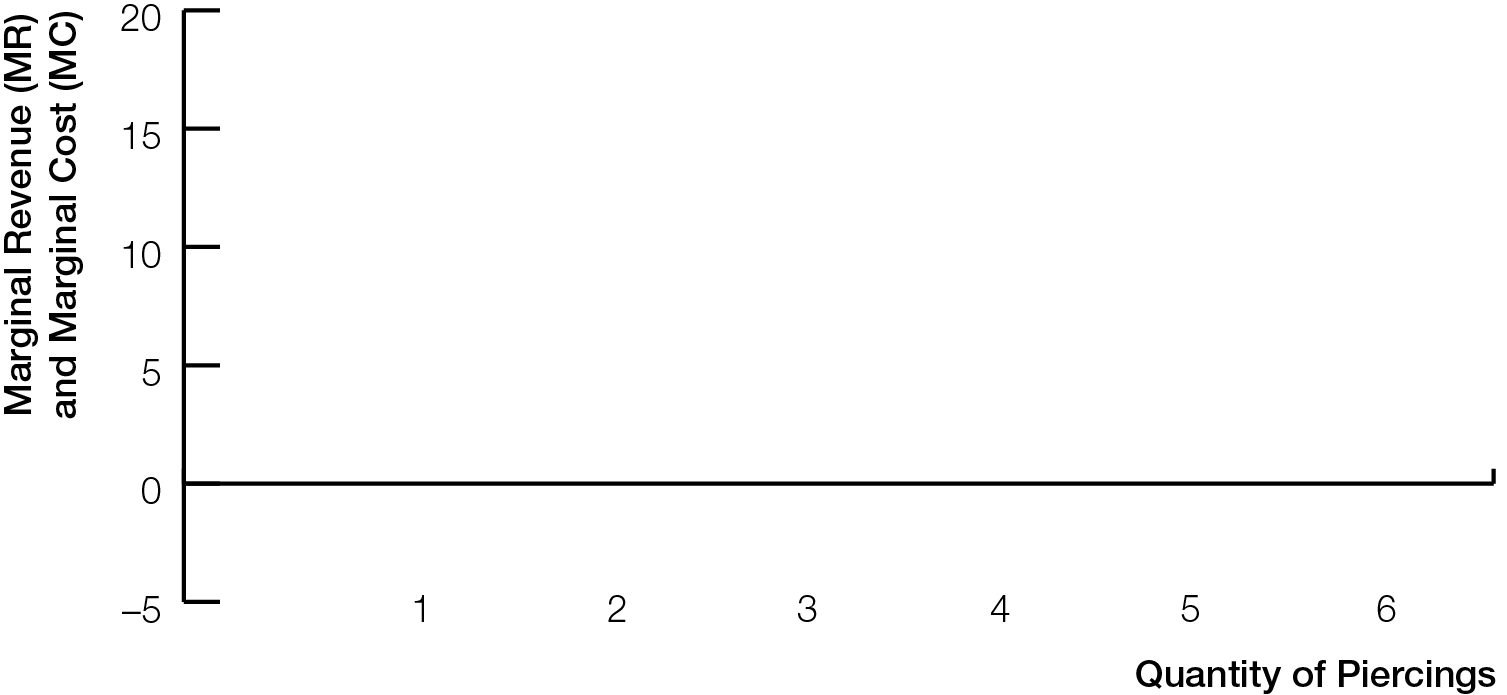 Marginal Revenue (MR)
and Marginal Cost (MC)
20
15
10
5
0
–5
1 2 3 4 5 6
Quantity of Piercings